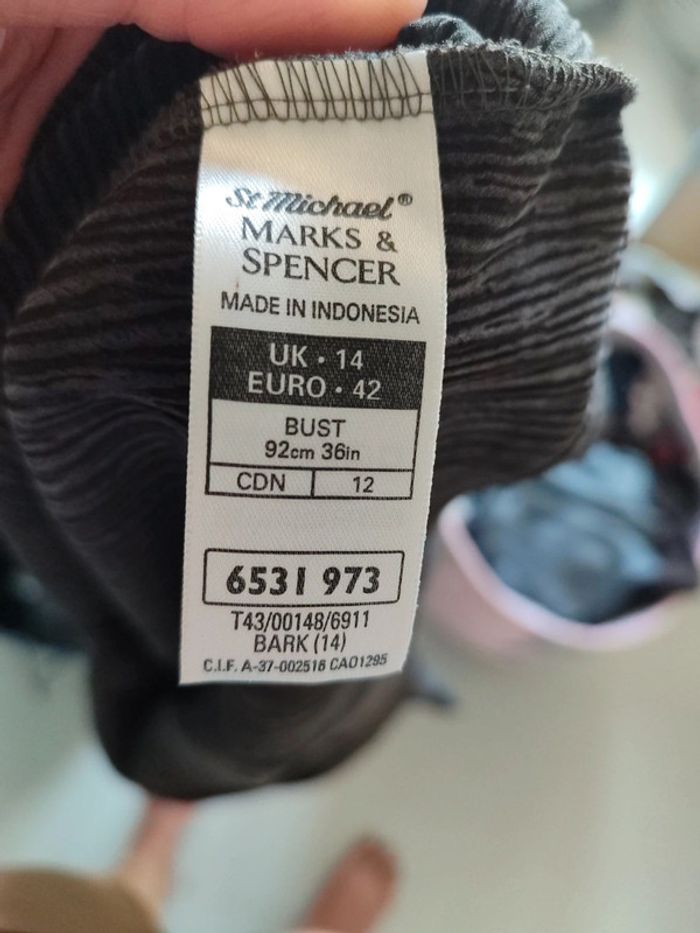 St Michael®
MARKS &
SPENCER
MADE IN INDONESIA
UK · 14
EURO · 42
BUST
92cm 36in
CDN 12
6531 973
T43/00148/6911
BARK (14)
C.I.F. A-37-002516 CA01295